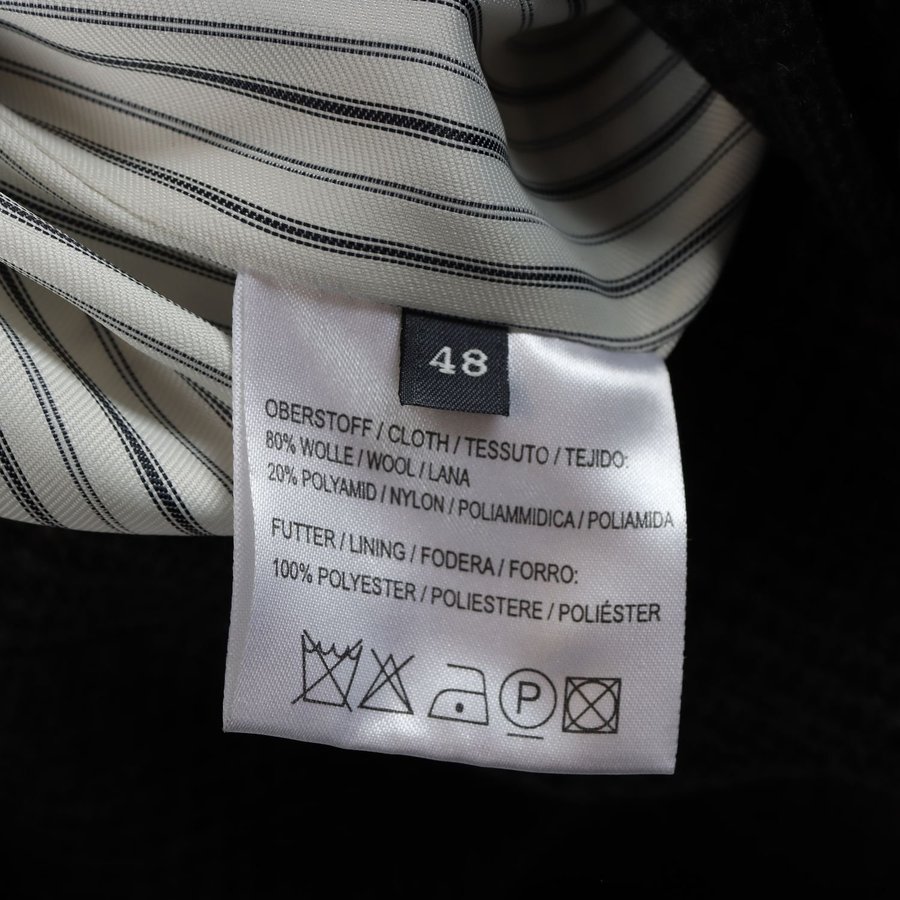 48
OBERSTOFF / CLOTH / TESSUTO / TEJIDO:
80% WOLLE / WOOL / LANA
20% POLYAMID / NYLON / POLIAMMIDICA / POLIAMIDA
FUTTER / LINING / FODERA / FORRO:
100% POLYESTER / POLIESTERE / POLIÉSTER
P